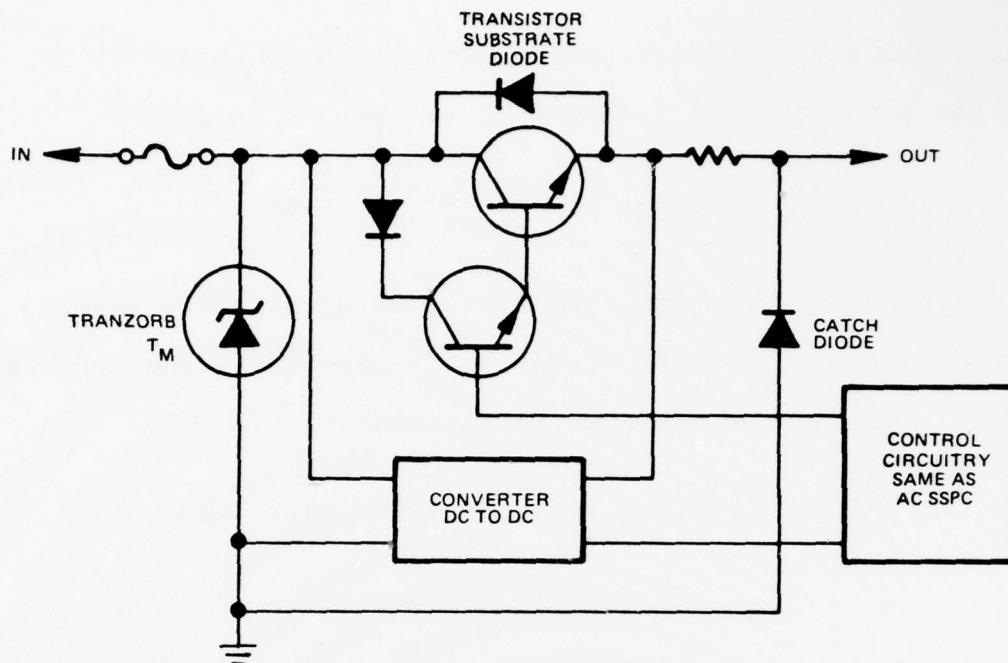 TRANSISTOR
SUBSTRATE
DIODE
IN
OUT
TRANZORB
TM
CATCH
DIODE
CONVERTER
DC TO DC
CONTROL
CIRCUITRY
SAME AS
AC SSPC